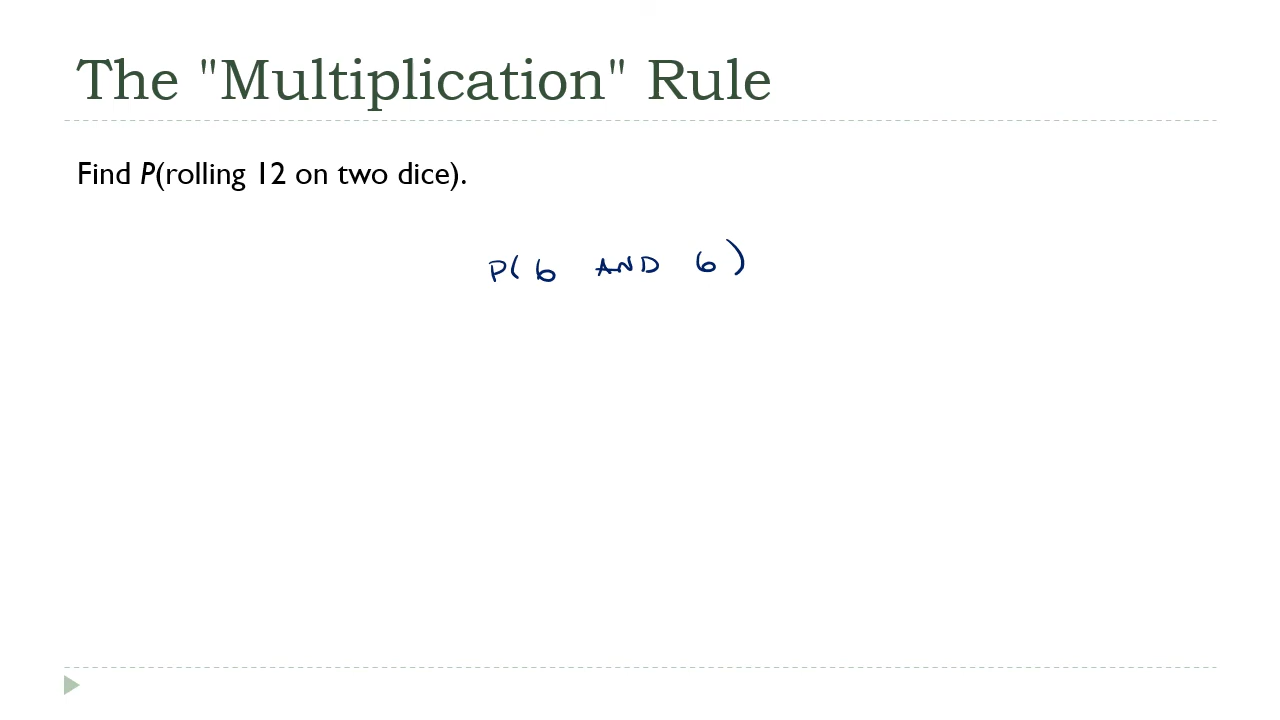 The "Multiplication" Rule
Find P(rolling 12 on two dice).
P( 6 AND 6 )